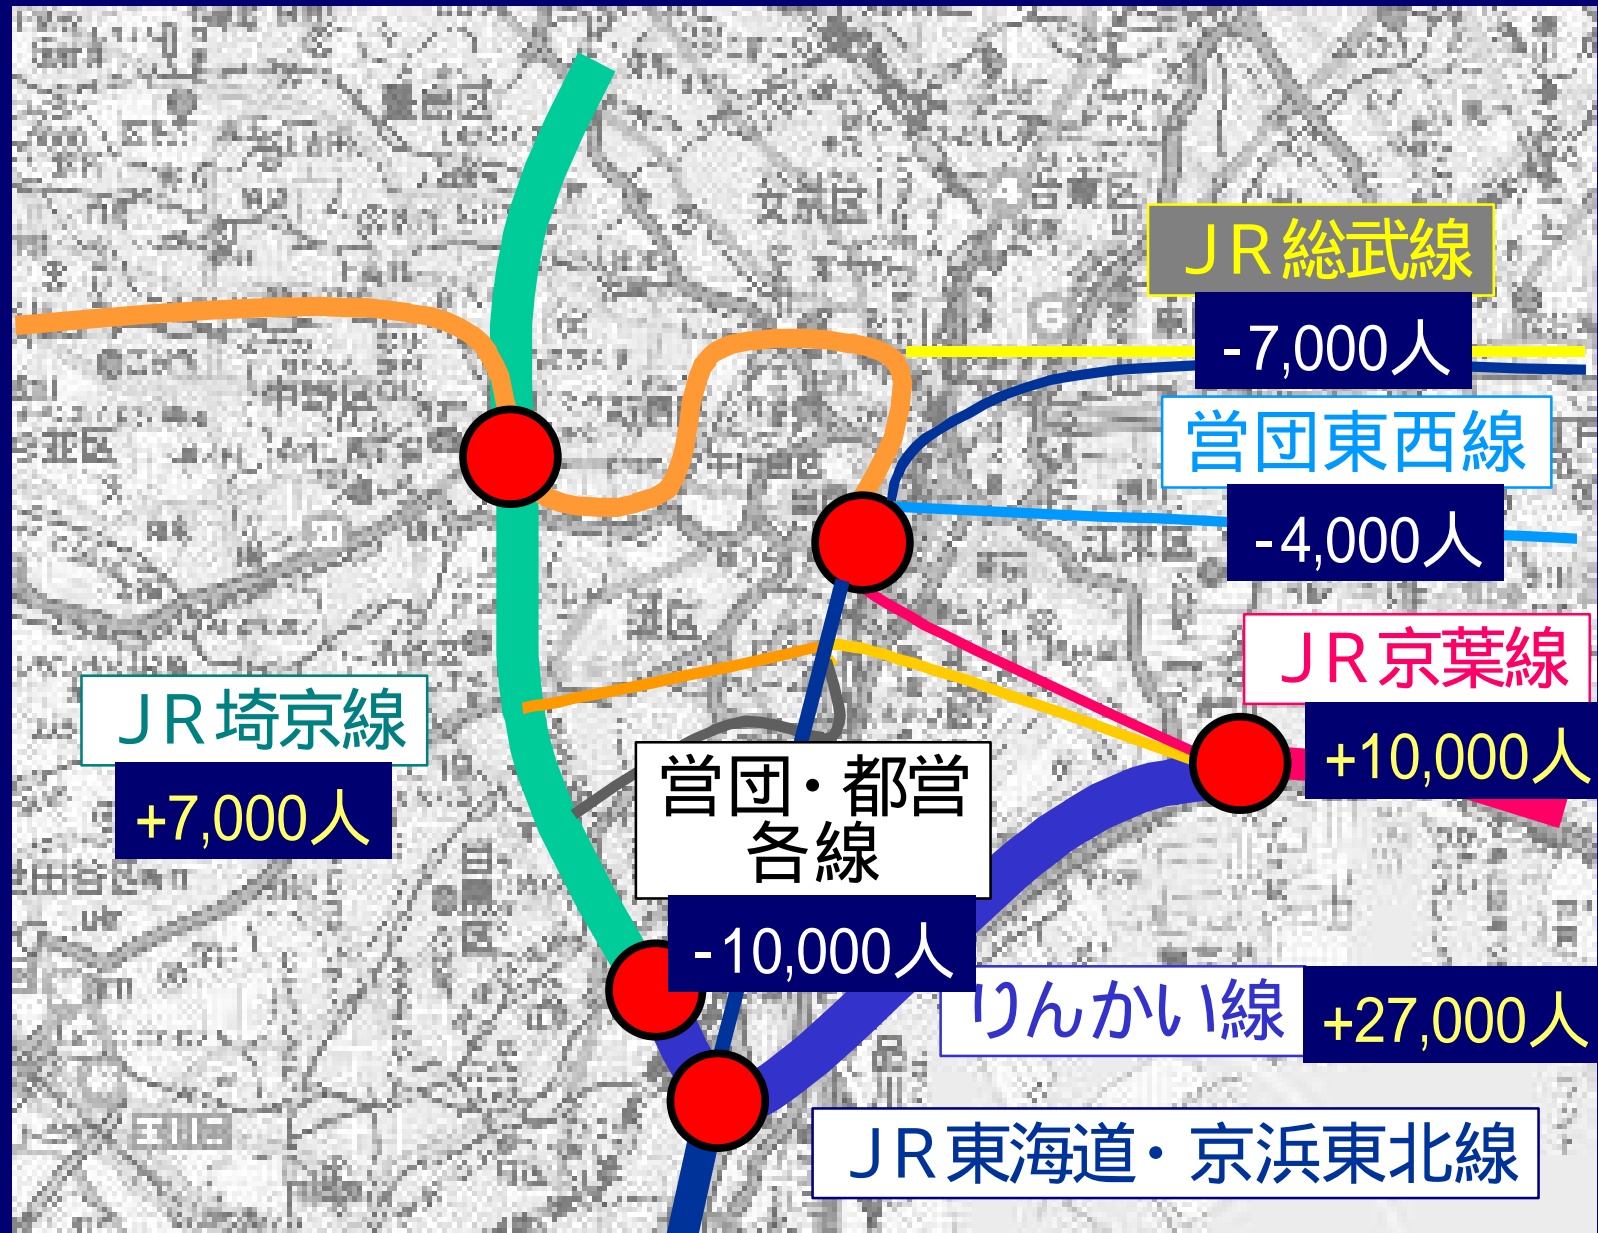 ＪＲ総武線
-7,000人
営団東西線
-4,000人
ＪＲ京葉線
+10,000人
ＪＲ埼京線
+7,000人
営団・都営
各線
-10,000人
りんかい線
+27,000人
ＪＲ東海道・京浜東北線